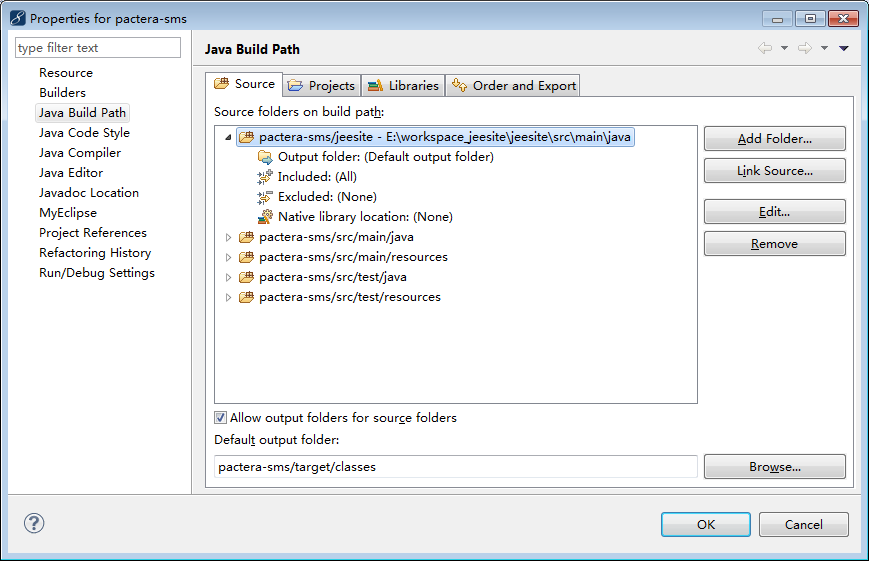 Properties for pactera-sms
type filter text
Resource
Builders
Java Build Path
Java Code Style
Java Compiler
Java Editor
Javadoc Location
MyEclipse
Project References
Refactoring History
Run/Debug Settings
Java Build Path
Source Projects Libraries Order and Export
Source folders on build path:
pactera-sms/jeesite - E:\workspace_jeesite\jeesite\src\main\java
Output folder: (Default output folder)
Included: (All)
Excluded: (None)
Native library location: (None)
pactera-sms/src/main/java
pactera-sms/src/main/resources
pactera-sms/src/test/java
pactera-sms/src/test/resources
Add Folder...
Link Source...
Edit...
Remove
Allow output folders for source folders
Default output folder:
pactera-sms/target/classes
Browse...
OK Cancel